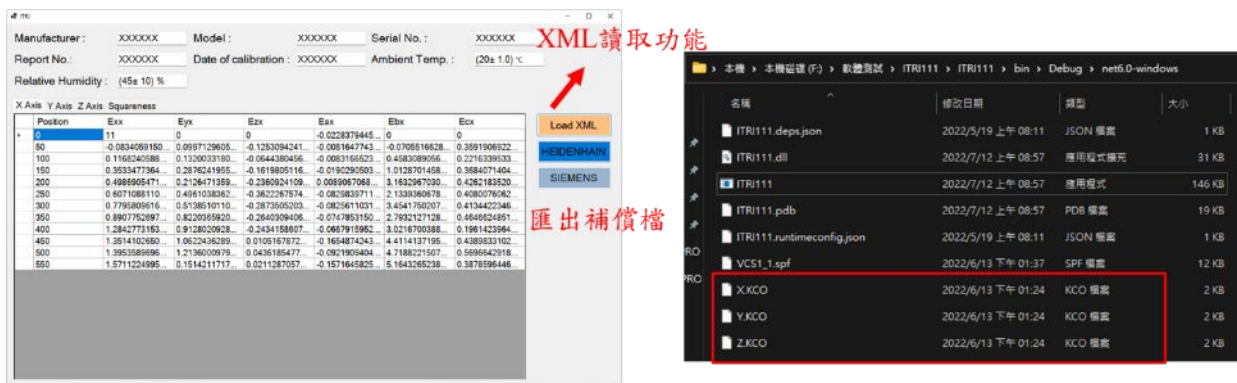 ITRI
Manufacturer : XXXXXX Model : XXXXXX Serial No. : XXXXXX
Report No.: XXXXXX Date of calibration : XXXXXX Ambient Temp. : (20± 1.0) ℃
Relative Humidity : (45± 10) %
X Axis Y Axis Z Axis Squareness
Position Exx Eyx Ezx Eax Ebx Ecx
0 11 0 0 -0.0228379445... 0 0
50 -0.0834059150... 0.0997129605... -0.1253094241... -0.0081647743... -0.0705516628... 0.3591906922...
100 0.1168240588... 0.1320033180... -0.0644380456... -0.0083166523... 0.4583089056... 0.2216339533...
150 0.3533477364... 0.2876241955... -0.1619805116... -0.0190290503... 1.0128701458... 0.3684071404...
200 0.4986905471... 0.2126471359... -0.2360924109... 0.0089067068... 3.1632967030... 0.4262183520...
250 0.6071088110... 0.4961038362... -0.3622267574... -0.0829839711... 2.1339360678... 0.4080076062...
300 0.7795809616... 0.5138510110... -0.2873505203... -0.0825611031... 3.4541750207... 0.4134422346...
350 0.8907752697... 0.8220365920... -0.2640309406... -0.0747853150... 2.7932127128... 0.4646624851...
400 1.2842773153... 0.9128020928... -0.2434158607... -0.0667915952... 3.0216700388... 0.1961423964...
450 1.3514102650... 1.0622436289... 0.0105167872... -0.1654874243... 4.4114137195... 0.4389833102...
500 1.3953589696... 1.2136000979... 0.0436185477... -0.0921909404... 4.7188221507... 0.5696642918...
550 1.5711224995... 0.1514211717... 0.0211287057... -0.1571645825... 5.1643265238... 0.3878596446...
Load XML
HEIDENHAIN
SIEMENS
XML讀取功能
匯出補償檔
本機 › 本機磁碟 (F:) › 軟體測試 › ITRI111 › ITRI111 › bin › Debug › net6.0-windows
名稱 修改日期 類型 大小
ITRI111.deps.json 2022/5/19 上午 08:11 JSON 檔案 1 KB
ITRI111.dll 2022/7/12 上午 08:57 應用程式擴充 31 KB
ITRI111 2022/7/12 上午 08:57 應用程式 146 KB
ITRI111.pdb 2022/7/12 上午 08:57 PDB 檔案 19 KB
ITRI111.runtimeconfig.json 2022/5/19 上午 08:11 JSON 檔案 1 KB
VCS1_1.spf 2022/6/13 下午 01:37 SPF 檔案 12 KB
X.KCO 2022/6/13 下午 01:24 KCO 檔案 2 KB
Y.KCO 2022/6/13 下午 01:24 KCO 檔案 2 KB
Z.KCO 2022/6/13 下午 01:24 KCO 檔案 2 KB
PRO
PRO